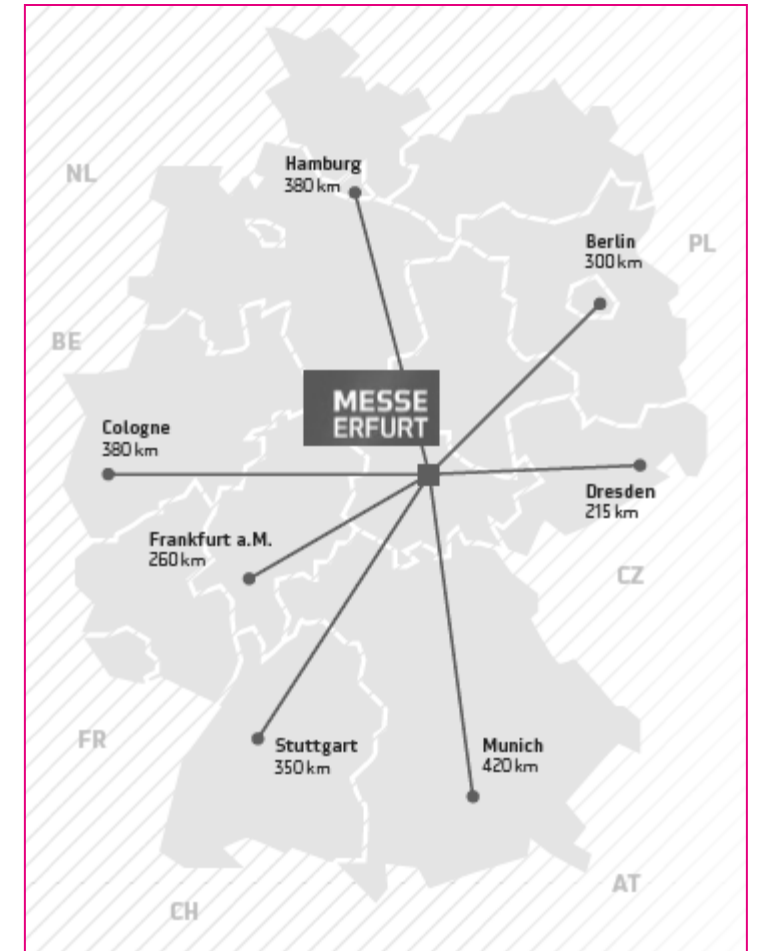 Hamburg
380 km
NL
Berlin
300 km
PL
BE
MESSE
ERFURT
Cologne
380 km
Dresden
215 km
Frankfurt a.M.
260 km
CZ
FR
Stuttgart
350 km
Munich
420 km
AT
CH